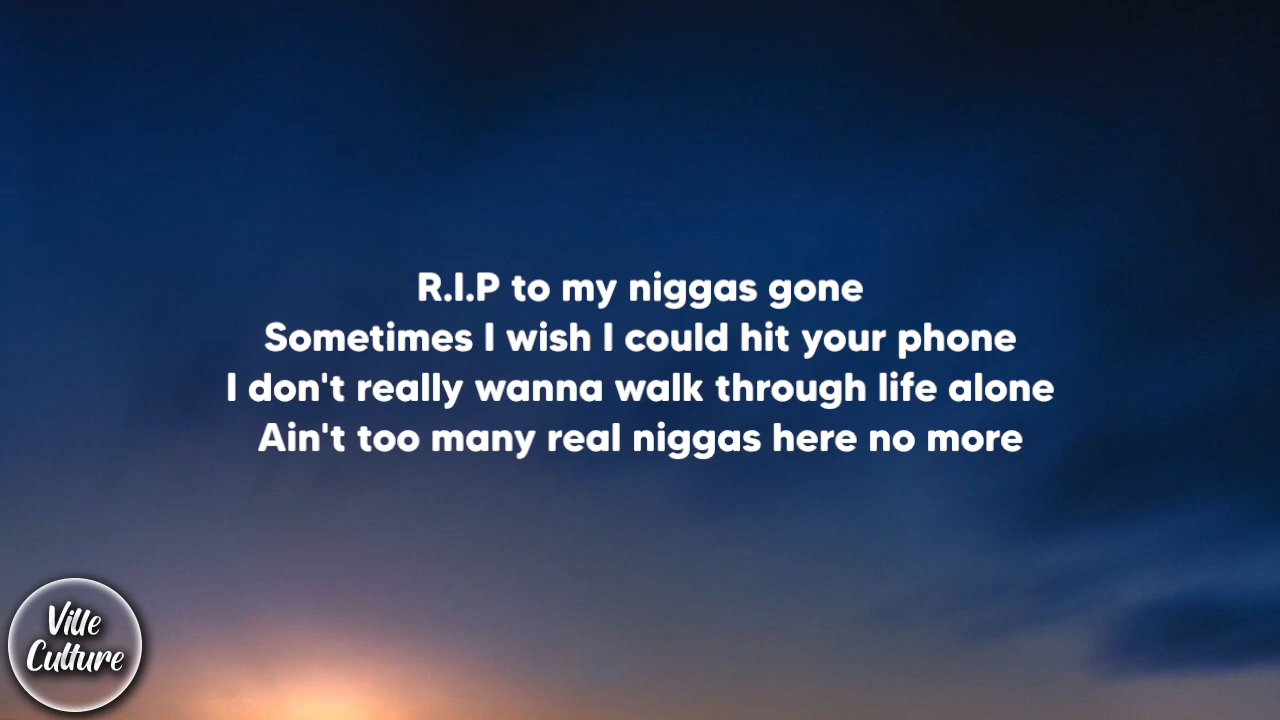 R.I.P to my niggas gone
Sometimes I wish I could hit your phone
I don't really wanna walk through life alone
Ain't too many real niggas here no more
Ville
Culture